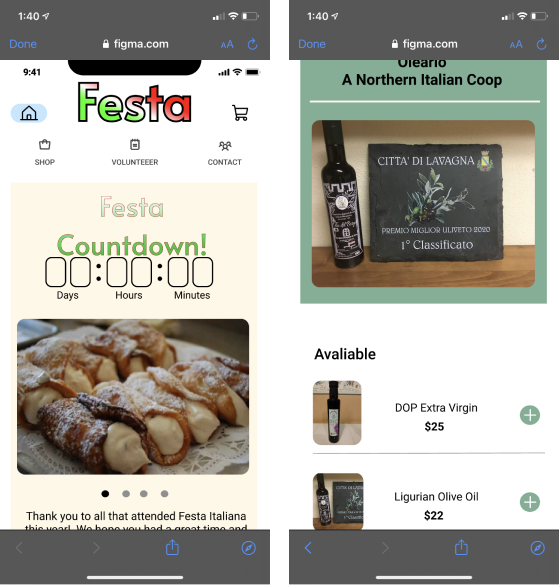 1:40
Done
figma.com
AA
9:41
Festa
SHOP
VOLUNTEEER
CONTACT
Festa
Countdown!
00:00:00
Days
Hours
Minutes
Thank you to all that attended Festa Italiana
this year! We hope you had a great time and
1:40
Done
figma.com
AA
Oleario
A Northern Italian Coop
CITTA' DI LAVAGNA
PREMIO MIGLIOR ULIVETO 2020
1° Classificato
Avaliable
DOP Extra Virgin
$25
Ligurian Olive Oil
$22